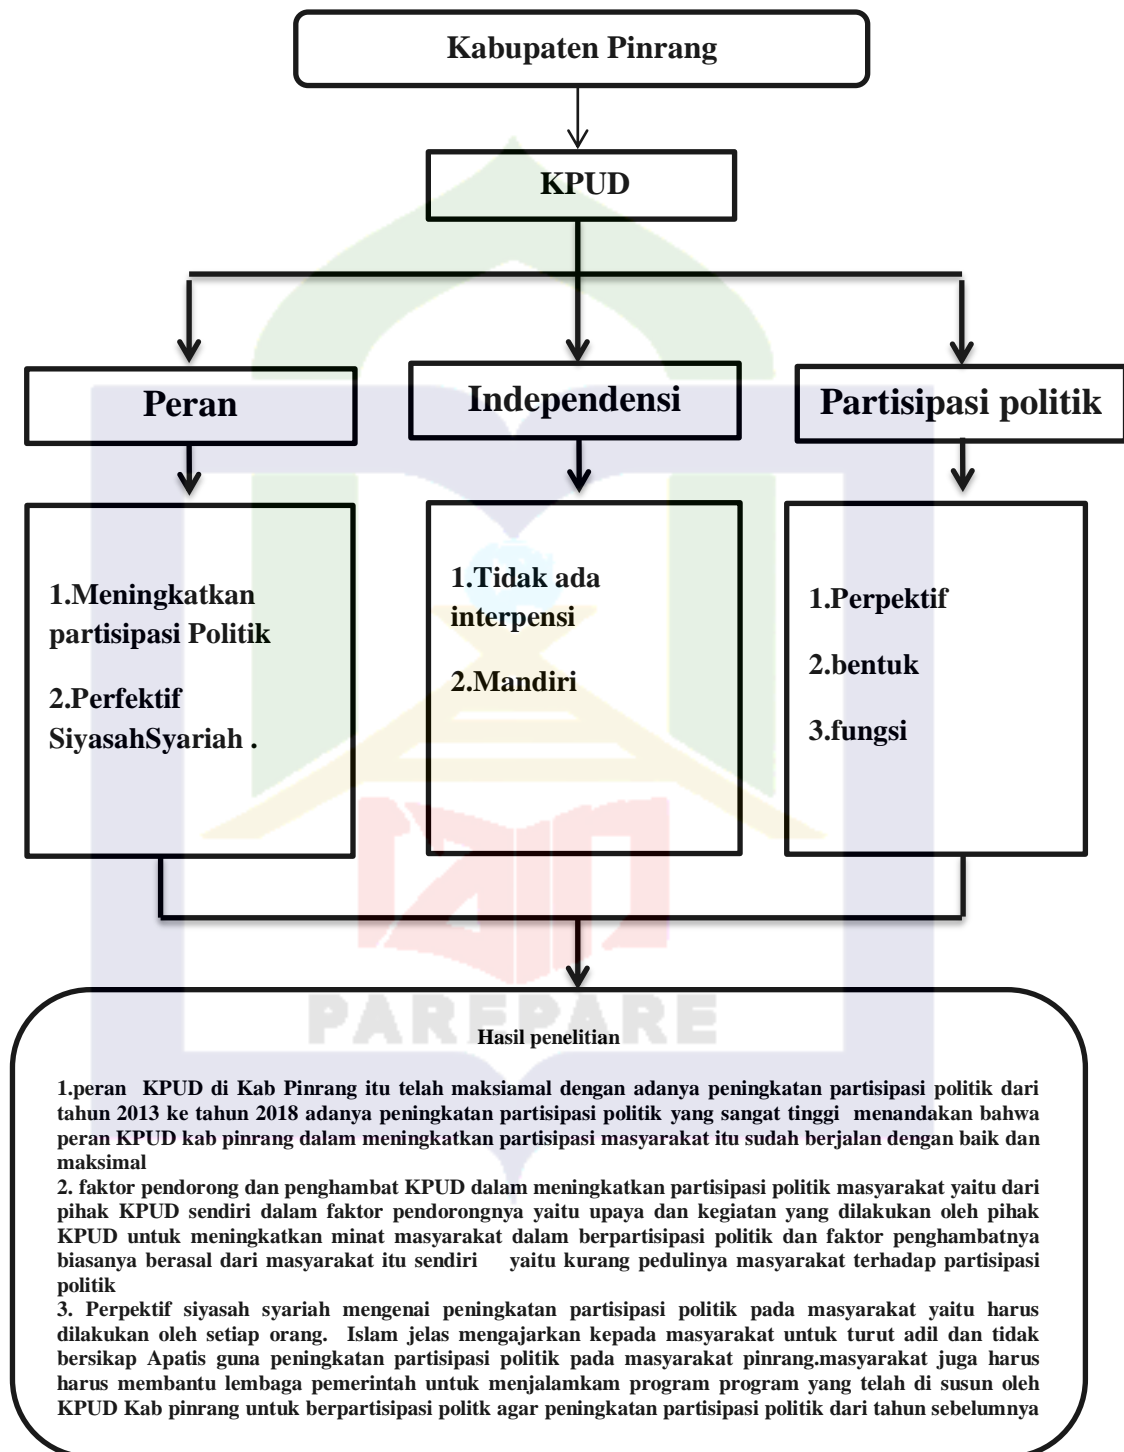 Kabupaten Pinrang
KPUD
Peran
Independensi
Partisipasi politik
1.Meningkatkan
partisipasi Politik
2.Perfektif
SiyasahSyariah .
1.Tidak ada
interpensi
2.Mandiri
1.Perpektif
2.bentuk
3.fungsi
PAREPARE
Hasil penelitian
1.peran KPUD di Kab Pinrang itu telah maksiamal dengan adanya peningkatan partisipasi politik dari
tahun 2013 ke tahun 2018 adanya peningkatan partisipasi politik yang sangat tinggi menandakan bahwa
peran KPUD kab pinrang dalam meningkatkan partisipasi masyarakat itu sudah berjalan dengan baik dan
maksimal
2. faktor pendorong dan penghambat KPUD dalam meningkatkan partisipasi politik masyarakat yaitu dari
pihak KPUD sendiri dalam faktor pendorongnya yaitu upaya dan kegiatan yang dilakukan oleh pihak
KPUD untuk meningkatkan minat masyarakat dalam berpartisipasi politik dan faktor penghambatnya
biasanya berasal dari masyarakat itu sendiri yaitu kurang pedulinya masyarakat terhadap partisipasi
politik
3. Perpektif siyasah syariah mengenai peningkatan partisipasi politik pada masyarakat yaitu harus
dilakukan oleh setiap orang. Islam jelas mengajarkan kepada masyarakat untuk turut adil dan tidak
bersikap Apatis guna peningkatan partisipasi politik pada masyarakat pinrang.masyarakat juga harus
harus membantu lembaga pemerintah untuk menjalamkam program program yang telah di susun oleh
KPUD Kab pinrang untuk berpartisipasi politk agar peningkatan partisipasi politik dari tahun sebelumnya